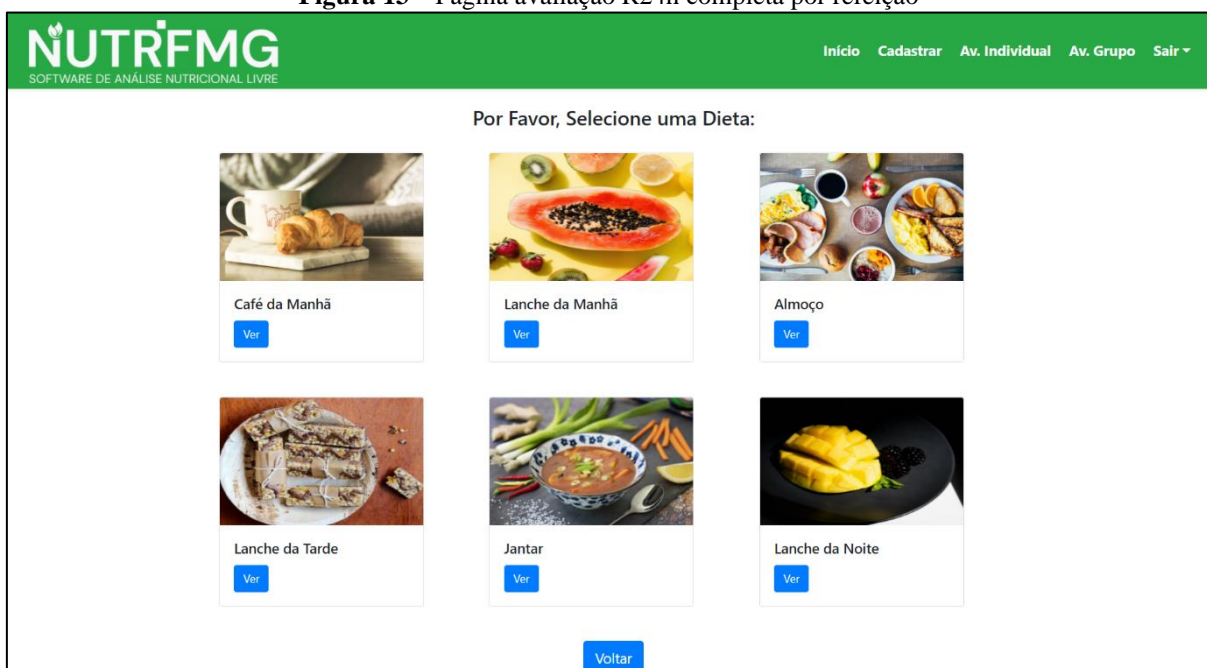 Figura 15 - Página avaliação R24h completa por refeição
NUTRIFMG
SOFTWARE DE ANÁLISE NUTRICIONAL LIVRE
Início Cadastrar Av. Individual Av. Grupo Sair
Por Favor, Selecione uma Dieta:
Café da Manhã
Lanche da Manhã
Almoço
Ver
Ver
Ver
Lanche da Tarde
Jantar
Lanche da Noite
Ver
Ver
Ver
Voltar